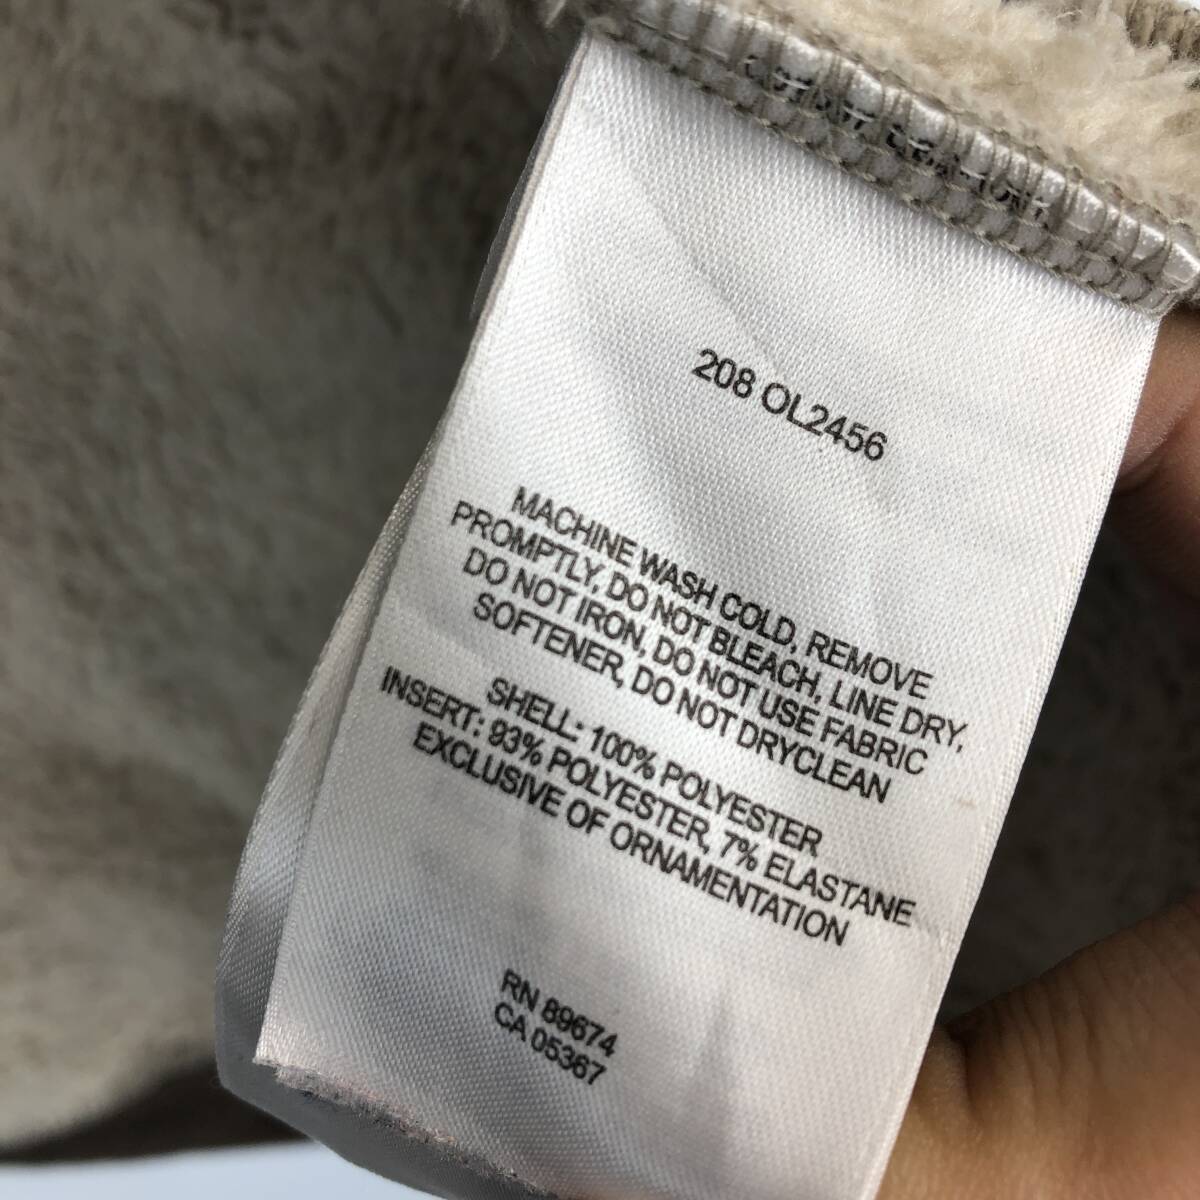 208 OL2456
MACHINE WASH COLD, REMOVE
PROMPTLY, DO NOT BLEACH, LINE DRY,
DO NOT IRON, DO NOT USE FABRIC
SOFTENER, DO NOT DRYCLEAN
SHELL: 100% POLYESTER
INSERT: 93% POLYESTER, 7% ELASTANE
EXCLUSIVE OF ORNAMENTATION
RN 89674
CA 05367